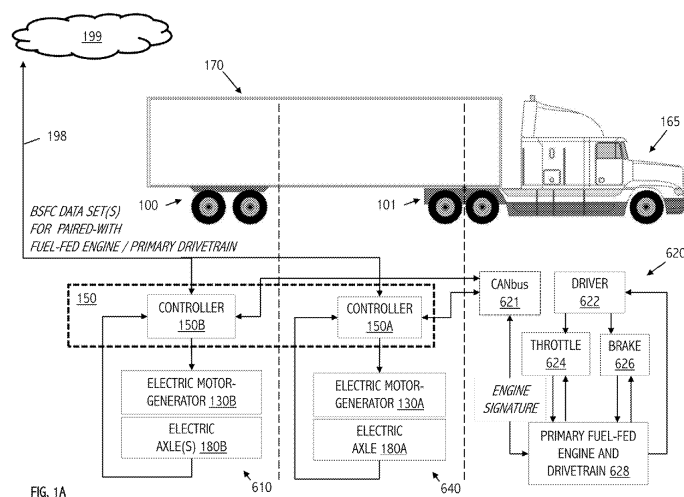 199
170
198
165
100
101
BSFC DATA SET(S)
FOR PAIRED-WITH
FUEL-FED ENGINE / PRIMARY DRIVETRAIN
620
150
CONTROLLER
150B
CONTROLLER
150A
CANbus
621
DRIVER
622
THROTTLE
624
BRAKE
626
ENGINE
SIGNATURE
ELECTRIC MOTOR-
GENERATOR 130B
ELECTRIC
AXLE(S) 180B
ELECTRIC MOTOR-
GENERATOR 130A
ELECTRIC
AXLE 180A
PRIMARY FUEL-FED
ENGINE AND
DRIVETRAIN 628
610
640
FIG. 1A